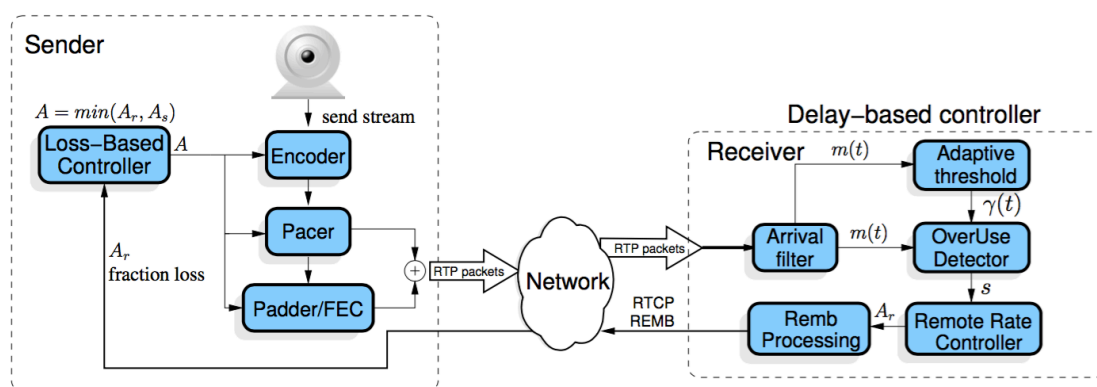 Sender
A = min(A_r, A_s)
Loss–Based
Controller
A
send stream
Encoder
Pacer
Padder/FEC
A_r
fraction loss
+
RTP packets
Network
RTP packets
RTCP
REMB
Delay–based controller
Receiver
m(t)
Adaptive
threshold
γ(t)
Arrival
filter
m(t)
OverUse
Detector
s
Remb
Processing
A_r
Remote Rate
Controller